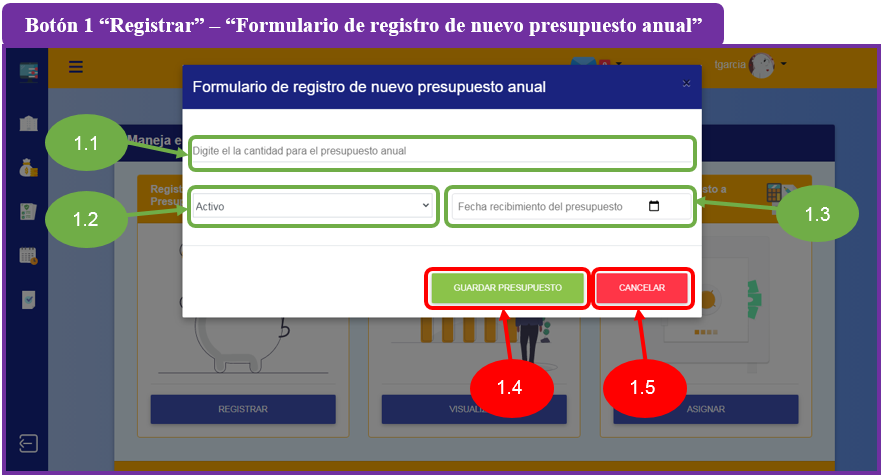 Botón 1 “Registrar” – “Formulario de registro de nuevo presupuesto anual”
lgarcia
Formulario de registro de nuevo presupuesto anual
×
Maneja e
1.1
Digite el la cantidad para el presupuesto anual
Regist
Presup
sto a
1.2
Activo
Fecha recibimiento del presupuesto
1.3
GUARDAR PRESUPUESTO
CANCELAR
1.4
1.5
REGISTRAR
VISUALIZ
ASIGNAR